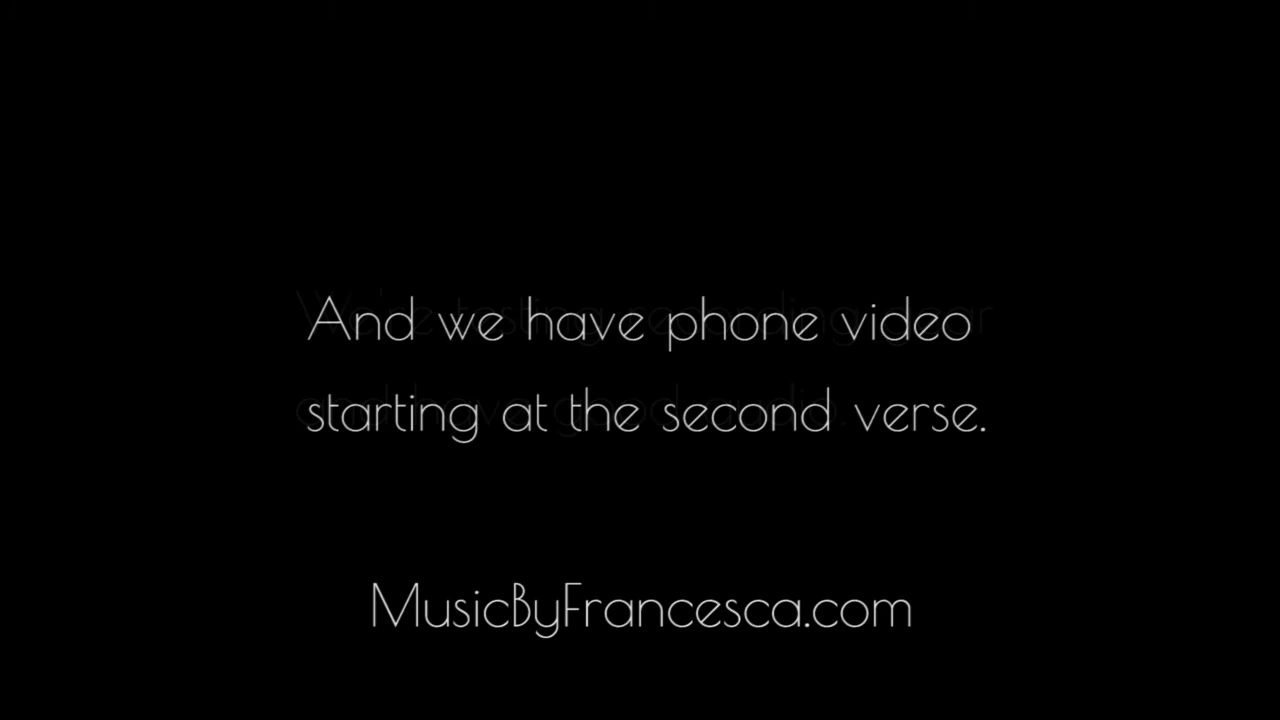 And we have phone video
starting at the second verse.
MusicByFrancesca.com